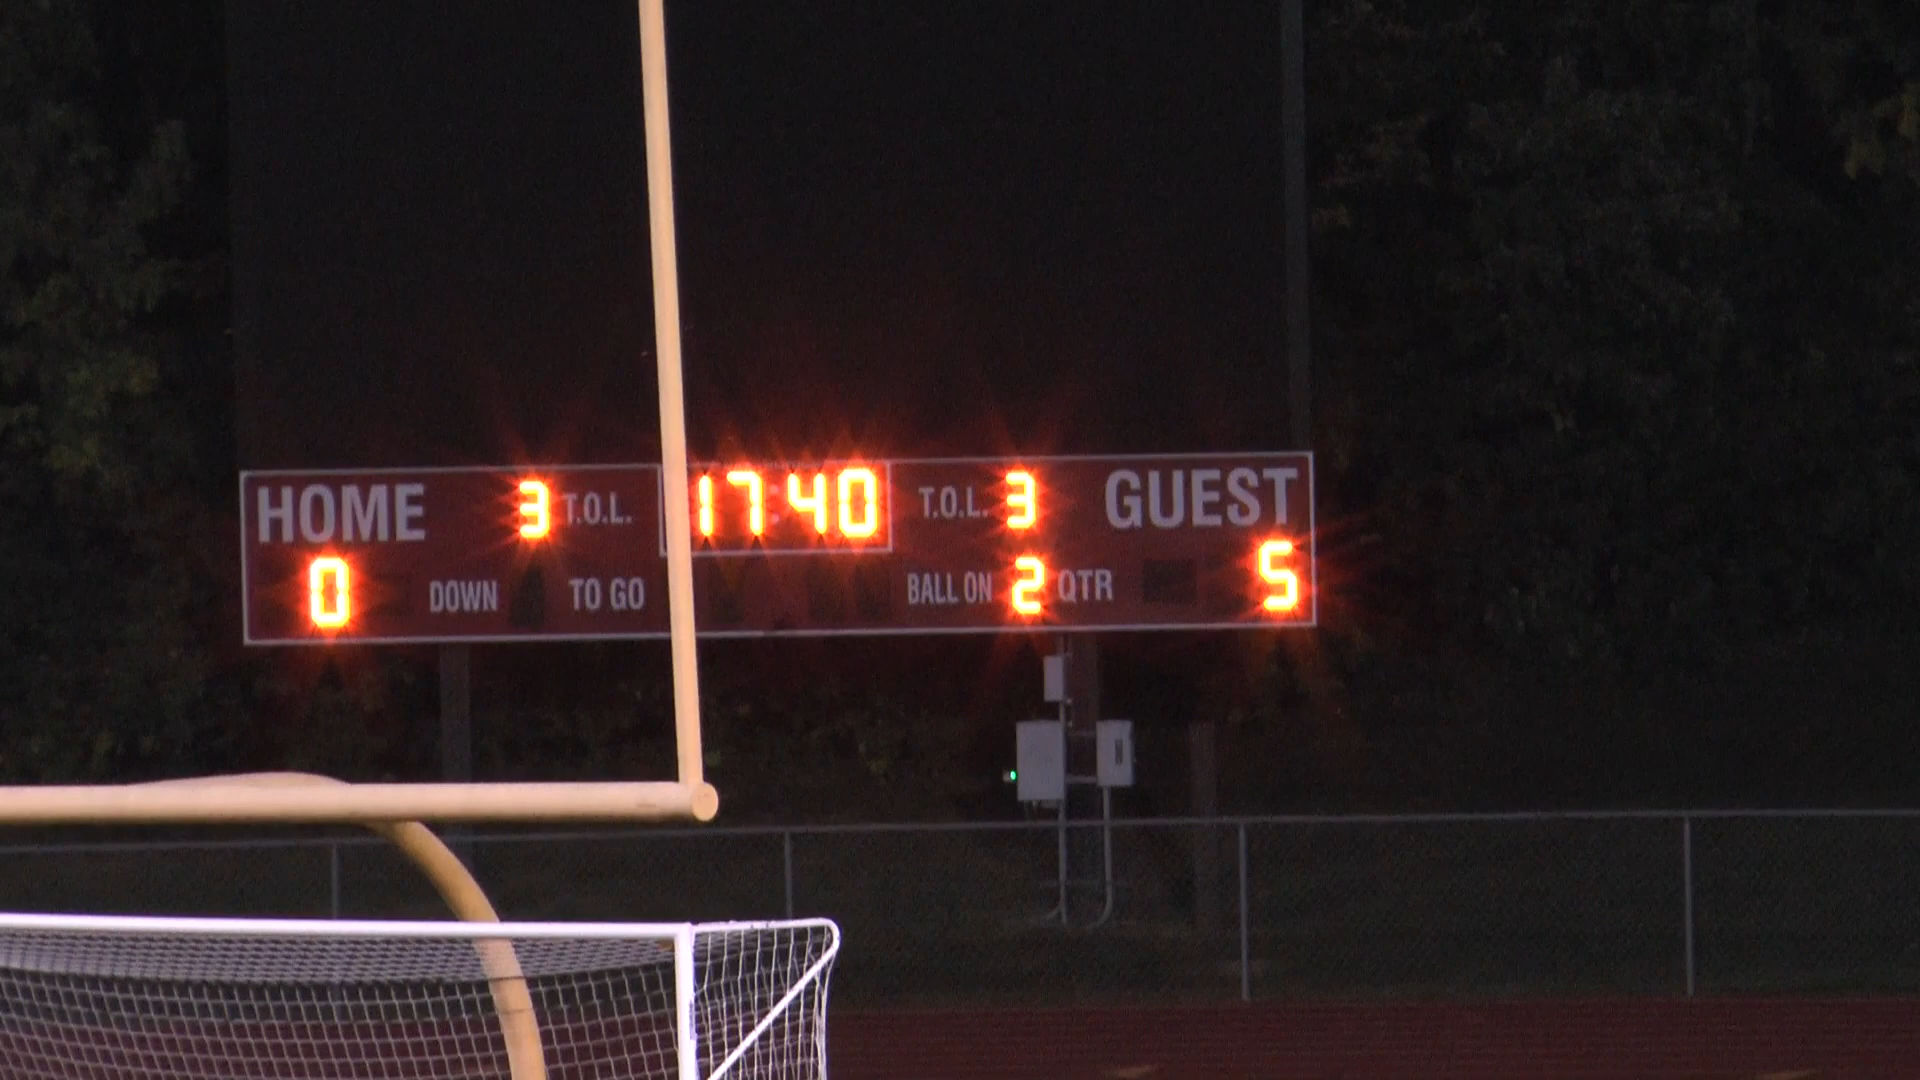 HOME 3 T.O.L. 17:40 T.O.L. 3 GUEST
0 DOWN TO GO BALL ON 2 QTR 5